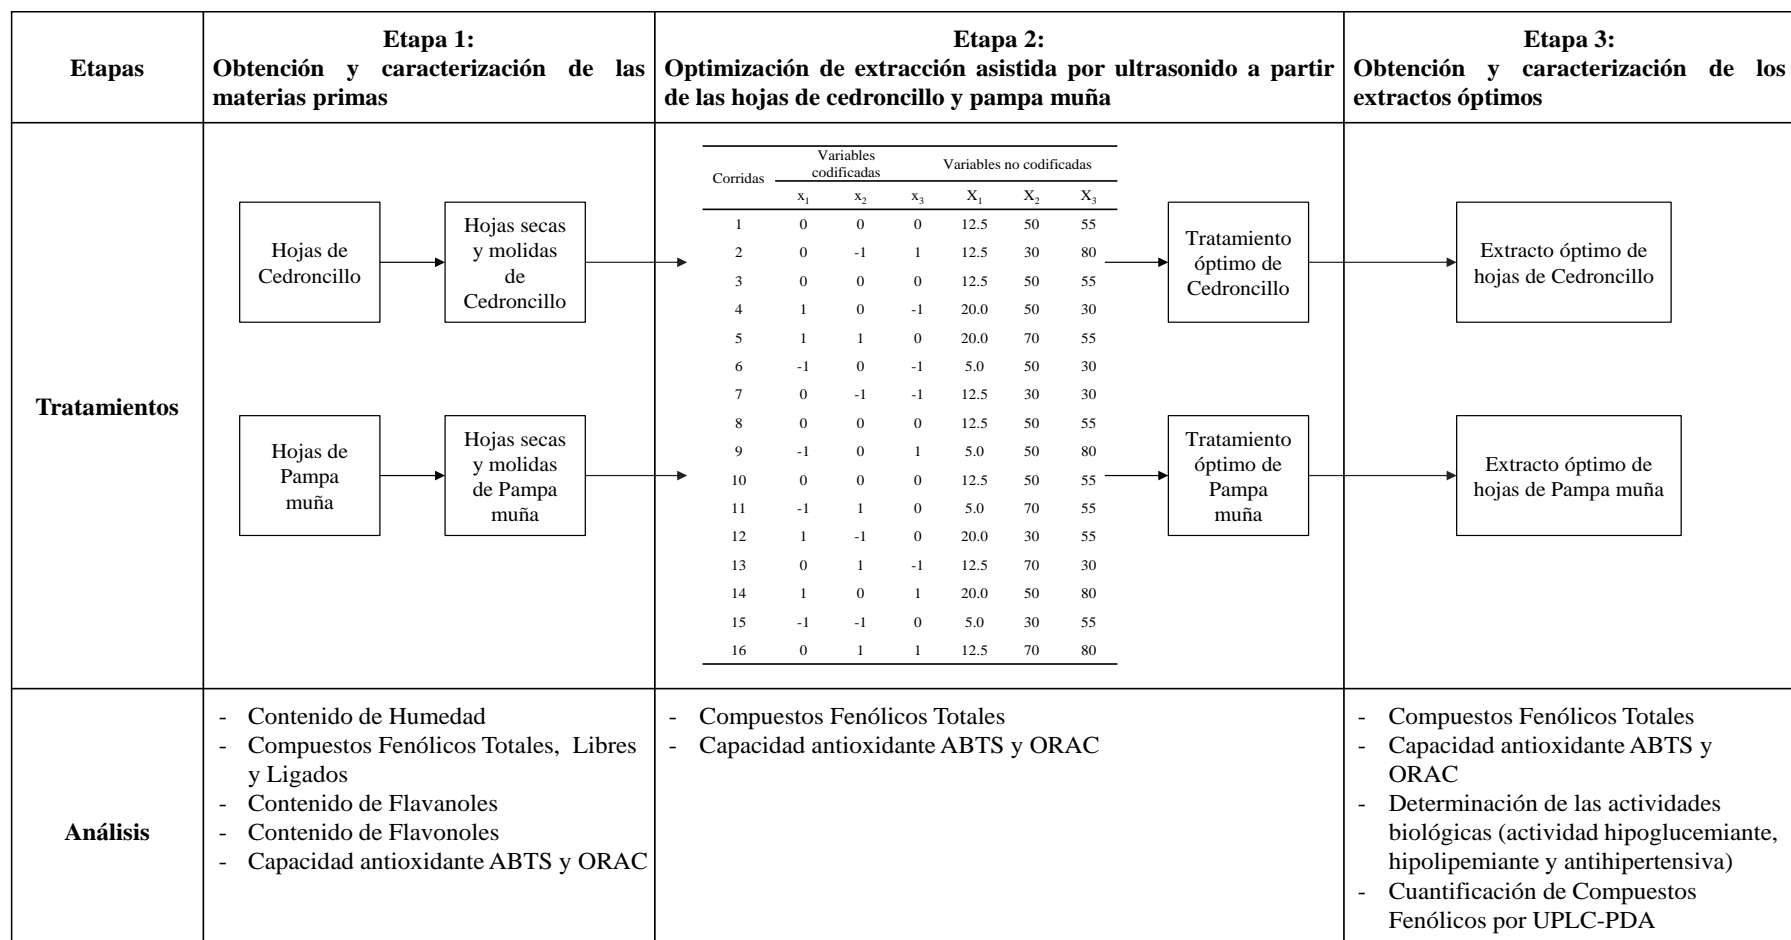 Etapas
Etapa 1:
Obtención y caracterización de las
materias primas
Etapa 2:
Optimización de extracción asistida por ultrasonido a partir
de las hojas de cedroncillo y pampa muña
Etapa 3:
Obtención y caracterización de los
extractos óptimos
Tratamientos
Hojas de
Cedroncillo
Hojas secas
y molidas
de
Cedroncillo
Hojas de
Pampa
muña
Hojas secas
y molidas
de Pampa
muña
Corridas
Variables
codificadas
Variables no codificadas
x1 x2 x3 X1 X2 X3
1 0 0 0 12.5 50 55
2 0 -1 1 12.5 30 80
3 0 0 0 12.5 50 55
4 1 0 -1 20.0 50 30
5 1 1 0 20.0 70 55
6 -1 0 -1 5.0 50 30
7 0 -1 -1 12.5 30 30
8 0 0 0 12.5 50 55
9 -1 0 1 5.0 50 80
10 0 0 0 12.5 50 55
11 -1 1 0 5.0 70 55
12 1 -1 0 20.0 30 55
13 0 1 -1 12.5 70 30
14 1 0 1 20.0 50 80
15 -1 -1 0 5.0 30 55
16 0 1 1 12.5 70 80
Tratamiento
óptimo de
Cedroncillo
Tratamiento
óptimo de
Pampa
muña
Extracto óptimo de
hojas de Cedroncillo
Extracto óptimo de
hojas de Pampa muña
Análisis
- Contenido de Humedad
- Compuestos Fenólicos Totales, Libres
y Ligados
- Contenido de Flavanoles
- Contenido de Flavonoles
- Capacidad antioxidante ABTS y ORAC
- Compuestos Fenólicos Totales
- Capacidad antioxidante ABTS y ORAC
- Compuestos Fenólicos Totales
- Capacidad antioxidante ABTS y
ORAC
- Determinación de las actividades
biológicas (actividad hipoglucemiante,
hipolipemiante y antihipertensiva)
- Cuantificación de Compuestos
Fenólicos por UPLC-PDA